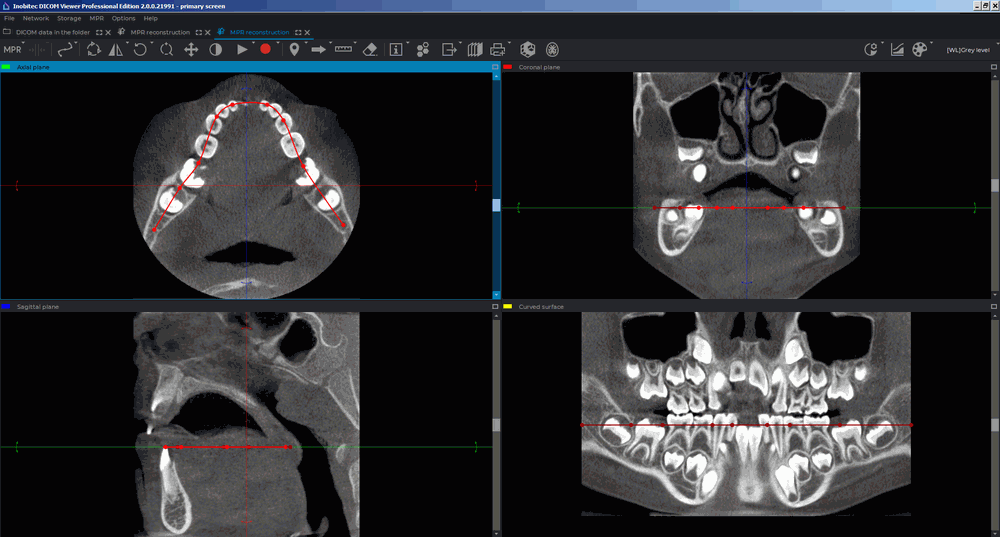 Inobitec DICOM Viewer Professional Edition 2.0.0.21991 - primary screen
File Network Storage MPR Options Help
DICOM data in the folder MPR reconstruction MPR reconstruction
MPR [WL]Grey level
Axial plane
Coronal plane
Sagittal plane
Curved surface